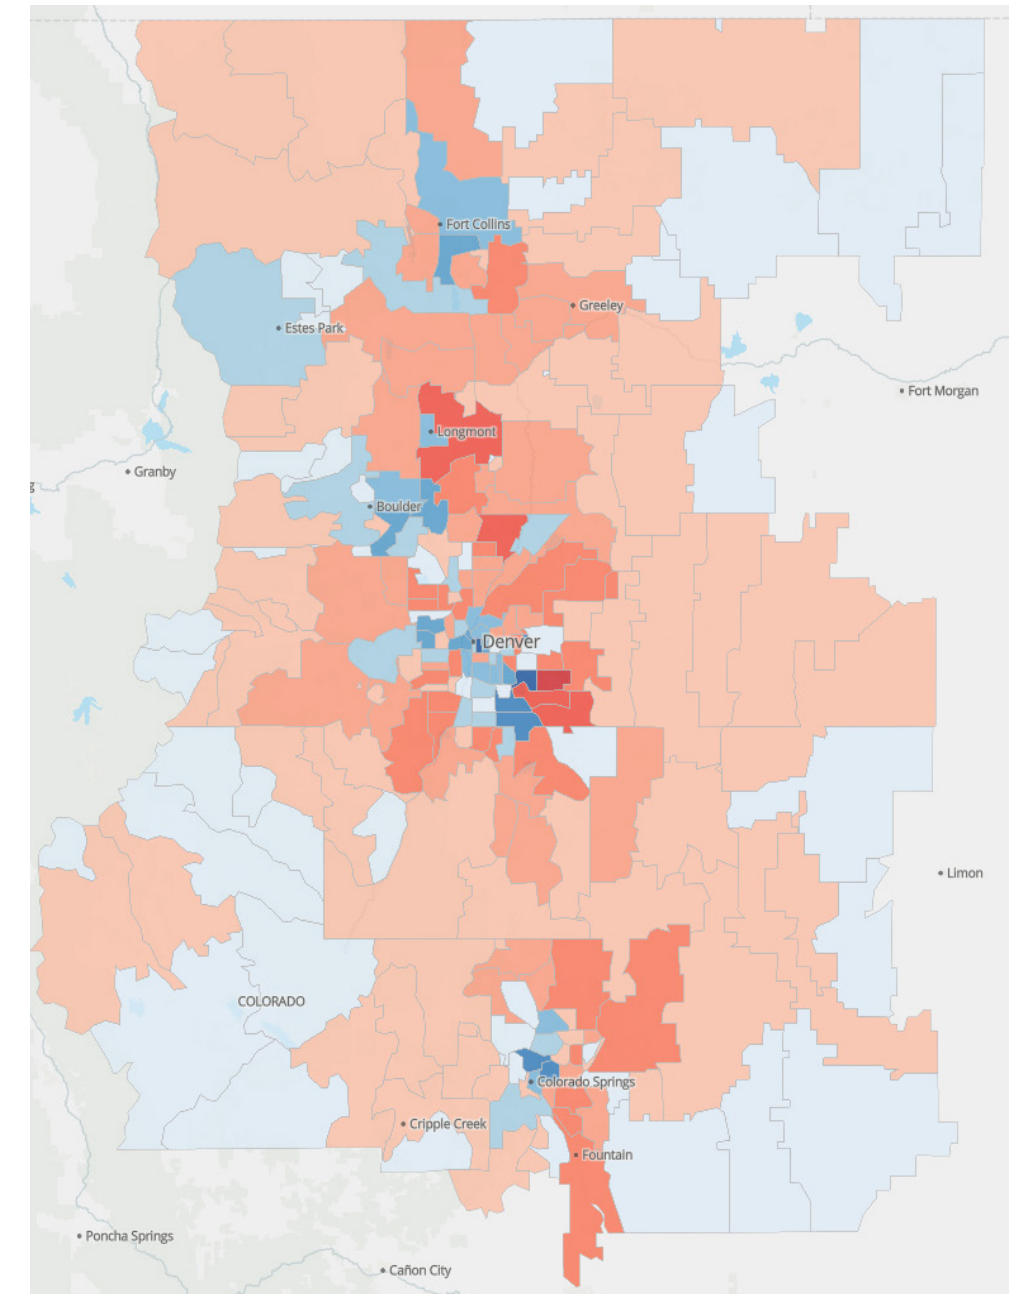 Fort Collins
Greeley
Estes Park
Fort Morgan
Longmont
Granby
g
Boulder
Denver
Limon
COLORADO
Colorado Springs
Cripple Creek
Fountain
Poncha Springs
Cañon City